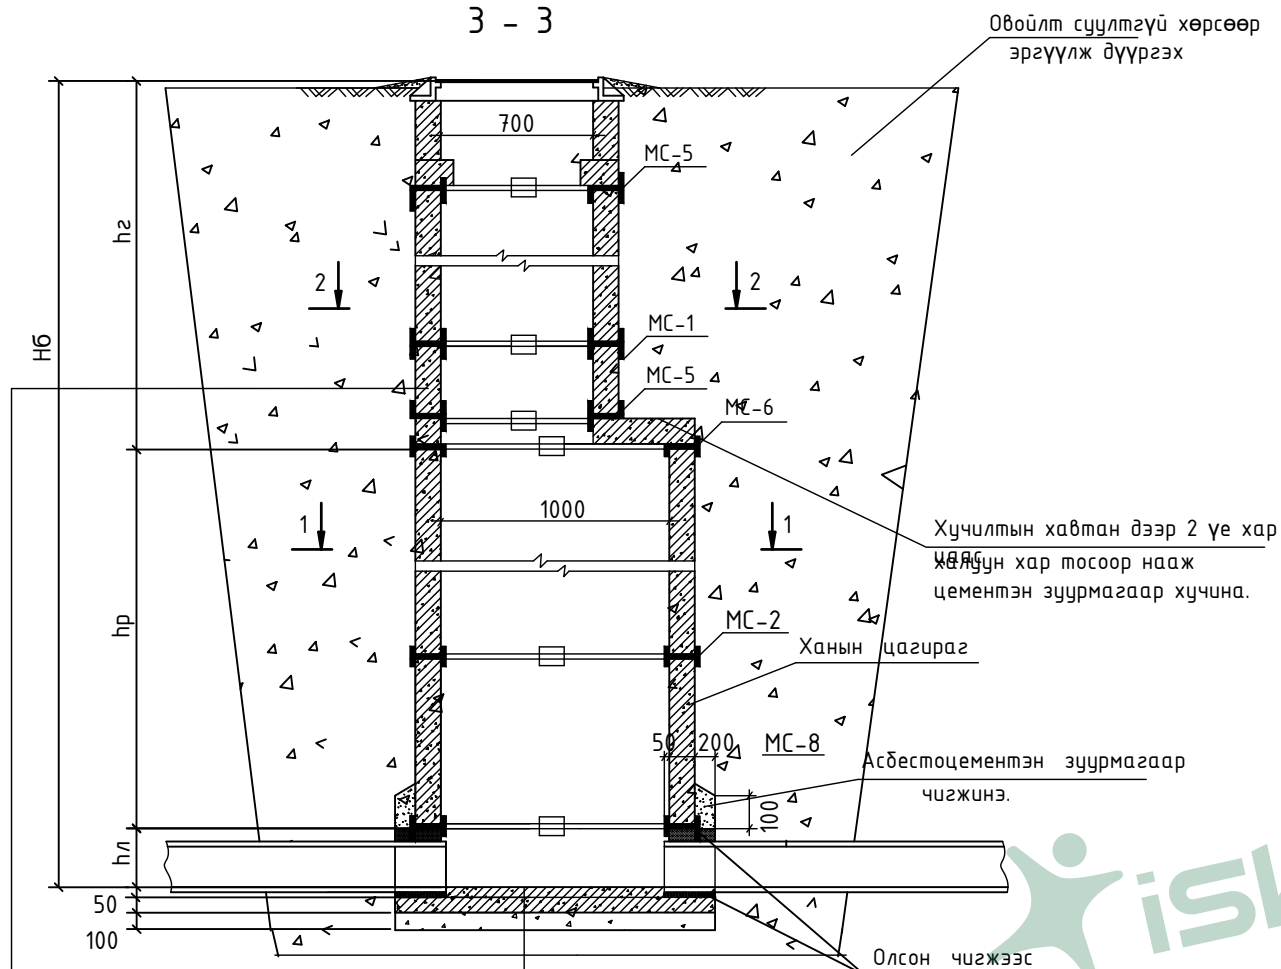 3 - 3
Овойлт суултгүй хөрсөөр
эргүүлж дүүргэх
700
МС-5
hг
2
2
Нб
МС-1
МС-5
МС-6
1
1000
1
Хучилтын хавтан дээр 2 үе хар
цаас
халуун хар тосоор нааж
цементэн зуурмагаар хучина.
hр
МС-2
Ханын цагираг
50
200
МС-8
Асбестоцементэн зуурмагаар
чигжинэ.
100
hл
50
100
Олсон чигжээс